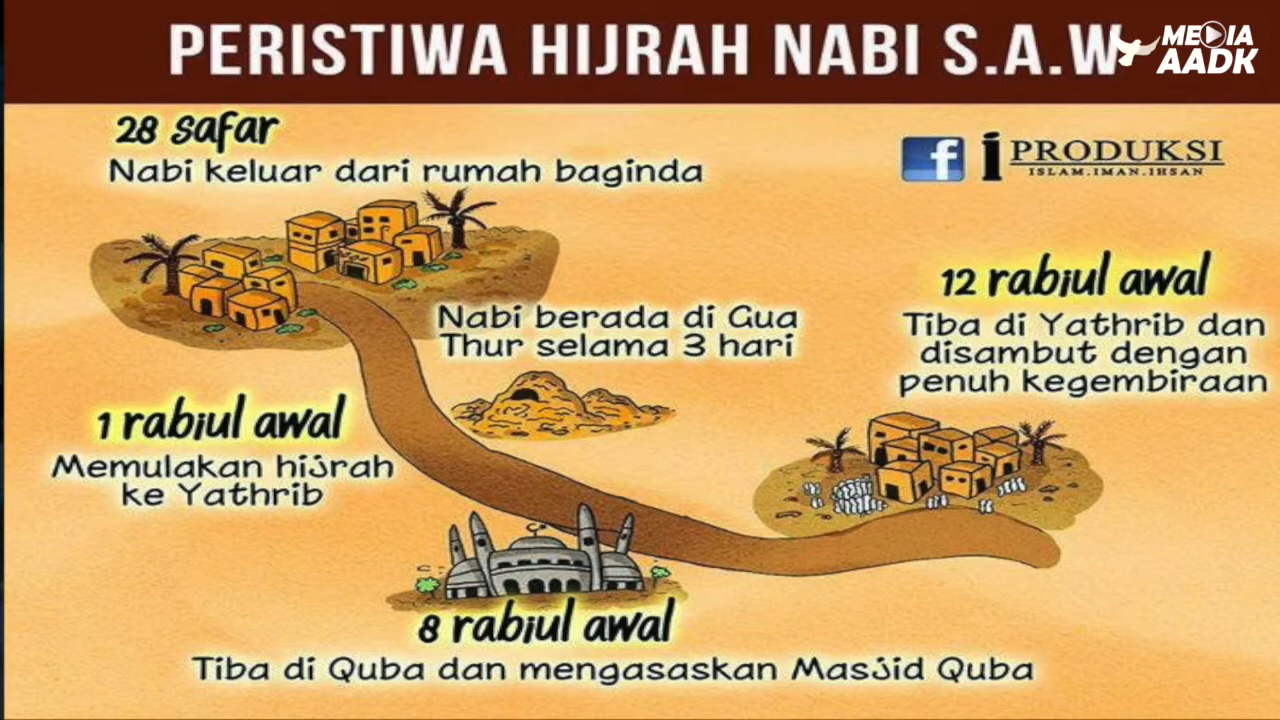 PERISTIWA HIJRAH NABI S.A.W
MEDIA
AADK
28 safar
Nabi keluar dari rumah baginda
f i PRODUKSI
ISLAM.IMAN.IHSAN
Nabi berada di Gua
Thur selama 3 hari
12 rabiul awal
Tiba di Yathrib dan
disambut dengan
penuh kegembiraan
1 rabiul awal
Memulakan hijrah
ke Yathrib
8 rabiul awal
Tiba di Quba dan mengasaskan Masjid Quba